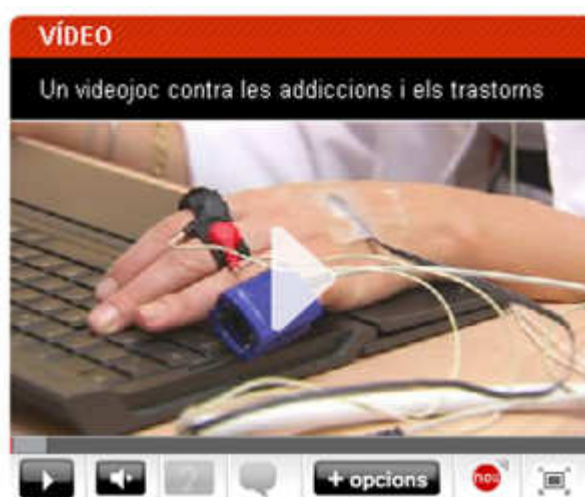 VÍDEO
Un videojoc contra les addiccions i els trastorns
+ opcions
nou